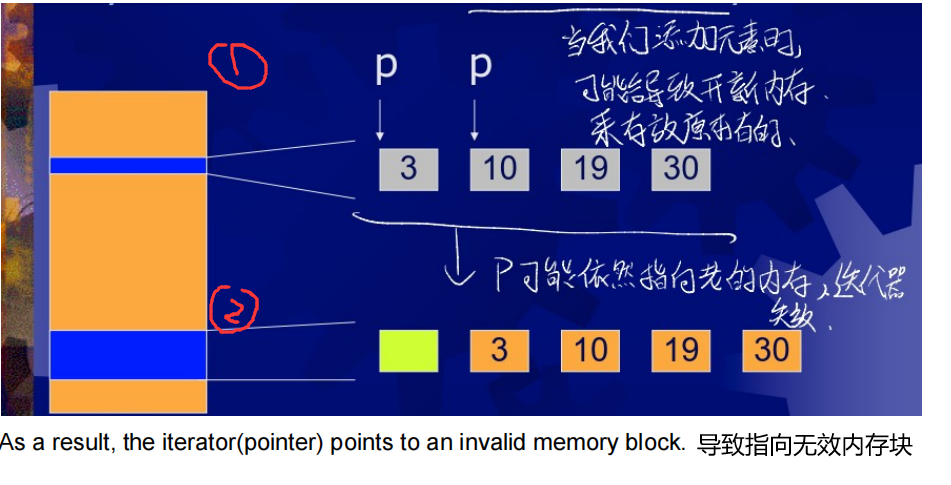 ①
p
p
当我们添加元素时,
可能会导致开新内存.
来存放原本有的、
3 10 19 30
P可能依然指向老的内存,迭代器
失效.
②
3 10 19 30
As a result, the iterator(pointer) points to an invalid memory block. 导致指向无效内存块